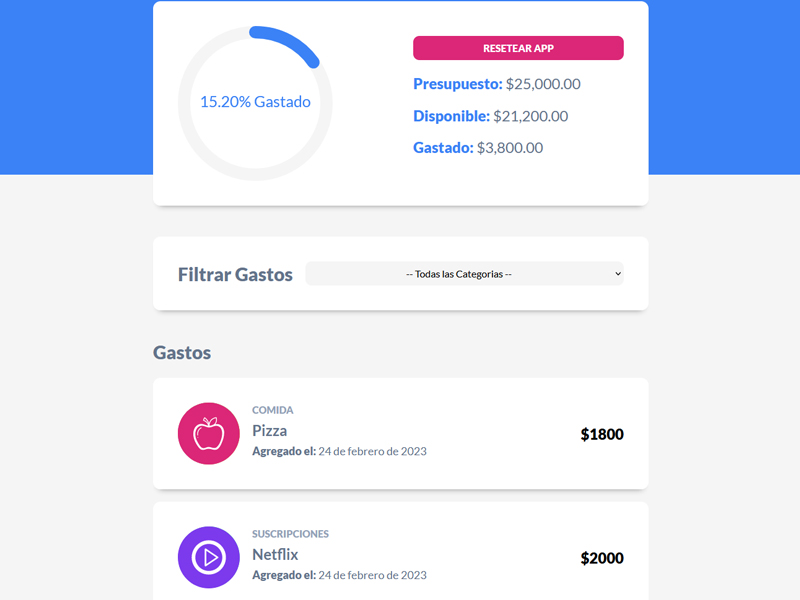 15.20% Gastado
RESETEAR APP
Presupuesto: $25,000.00
Disponible: $21,200.00
Gastado: $3,800.00
Filtrar Gastos
-- Todas las Categorias --
Gastos
COMIDA
Pizza
Agregado el: 24 de febrero de 2023
$1800
SUSCRIPCIONES
Netflix
Agregado el: 24 de febrero de 2023
$2000